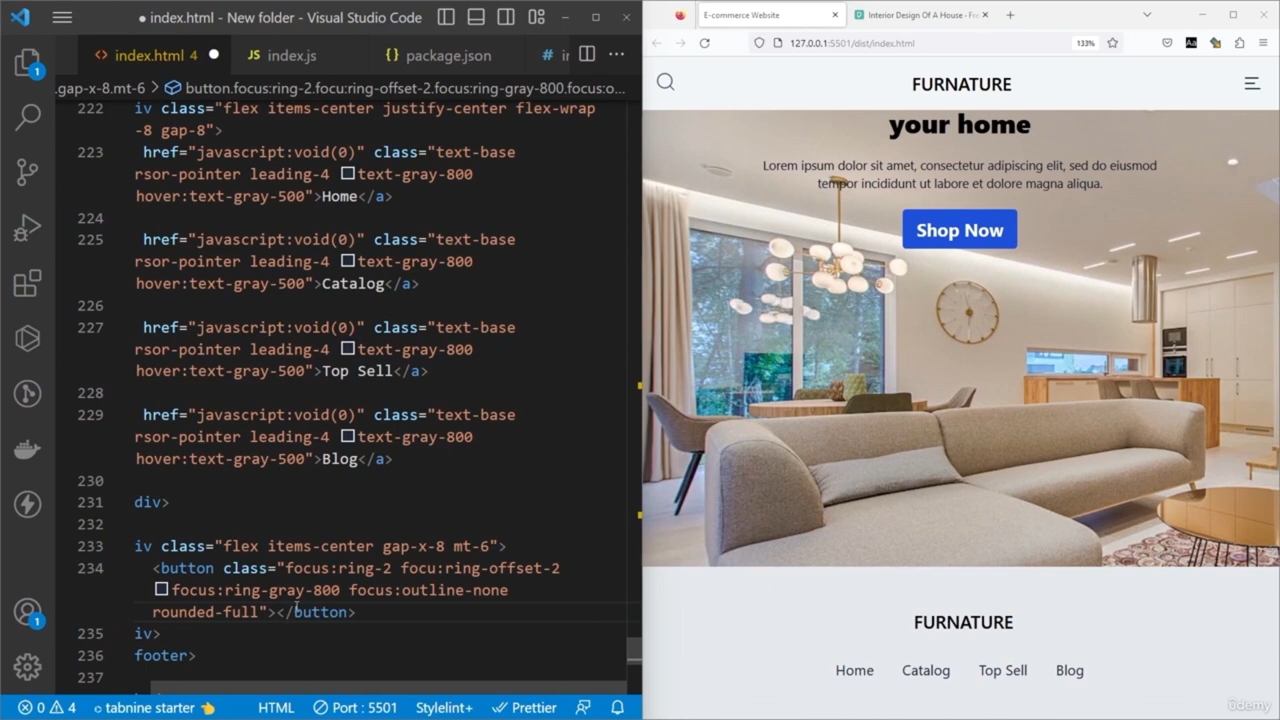 index.html - New folder - Visual Studio Code
index.html 4
index.js
package.json
.gap-x-8.mt-6
button.focus:ring-2.focu:ring-offset-2.focus:ring-gray-800.focus:o...
222
iv class="flex items-center justify-center flex-wrap
-8 gap-8">
223
href="javascript:void(0)" class="text-base
rsor-pointer leading-4 text-gray-800
hover:text-gray-500">Home</a>
224
225
href="javascript:void(0)" class="text-base
rsor-pointer leading-4 text-gray-800
hover:text-gray-500">Catalog</a>
226
227
href="javascript:void(0)" class="text-base
rsor-pointer leading-4 text-gray-800
hover:text-gray-500">Top Sell</a>
228
229
href="javascript:void(0)" class="text-base
rsor-pointer leading-4 text-gray-800
hover:text-gray-500">Blog</a>
230
231
div>
232
233
iv class="flex items-center gap-x-8 mt-6">
234
<button class="focus:ring-2 focu:ring-offset-2
focus:ring-gray-800 focus:outline-none
rounded-full"></button>
235
iv>
236
footer>
237
1
1
0 4
tabnine starter
HTML
Port : 5501
Stylelint+
Prettier
E-commerce Website
Interior Design Of A House - Fre
127.0.0.1:5501/dist/index.html
133%
FURNATURE
your home
Lorem ipsum dolor sit amet, consectetur adipiscing elit, sed do eiusmod
tempor incididunt ut labore et dolore magna aliqua.
Shop Now
FURNATURE
Home
Catalog
Top Sell
Blog
ûdemy